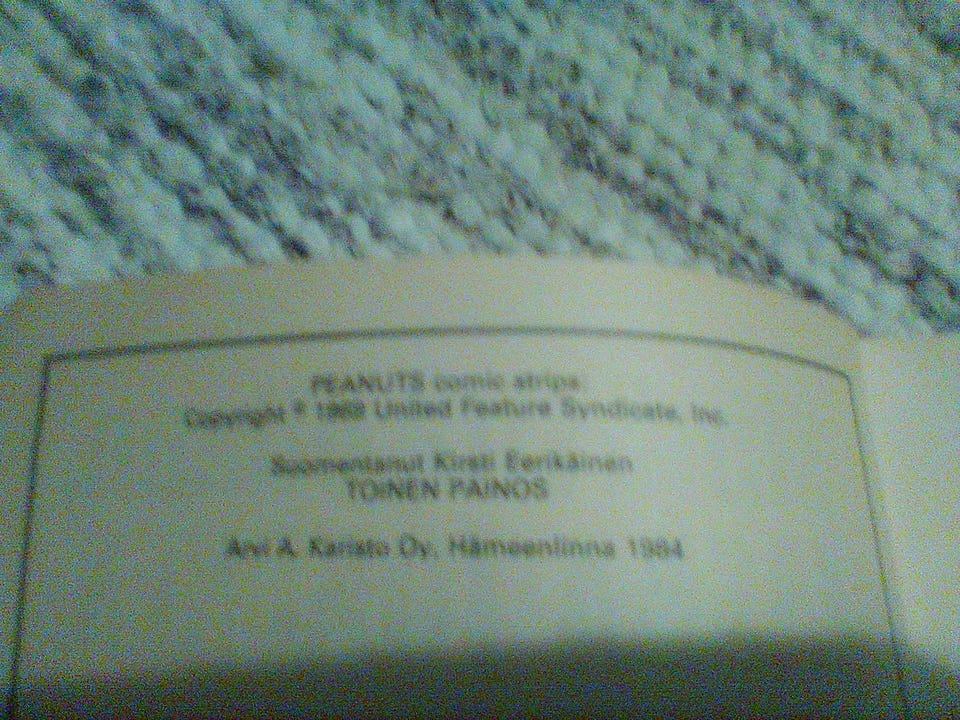 PEANUTS comic strips:
Copyright © United Feature Syndicate, Inc.
Suomentanut Kirsti Eerikäinen
TOINEN PAINOS
Arvi A. Karisto Oy, Hämeenlinna 1984